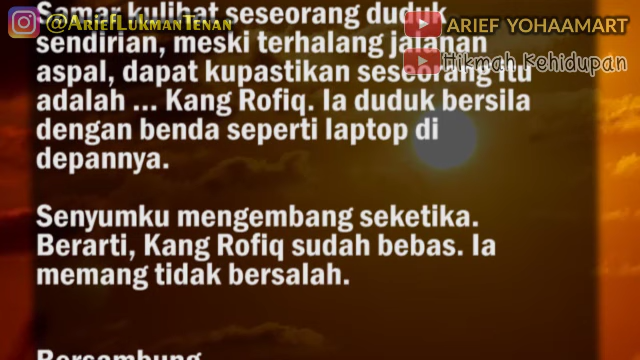 @AriefLukmanTenan
ARIEF YOHAAMART
Hikmah Kehidupan
Samar kulihat seseorang duduk
sendirian, meski terhalang jalanan
aspal, dapat kupastikan seseorang itu
adalah ... Kang Rofiq. Ia duduk bersila
dengan benda seperti laptop di
depannya.
Senyumku mengembang seketika.
Berarti, Kang Rofiq sudah bebas. Ia
memang tidak bersalah.
Bersambung